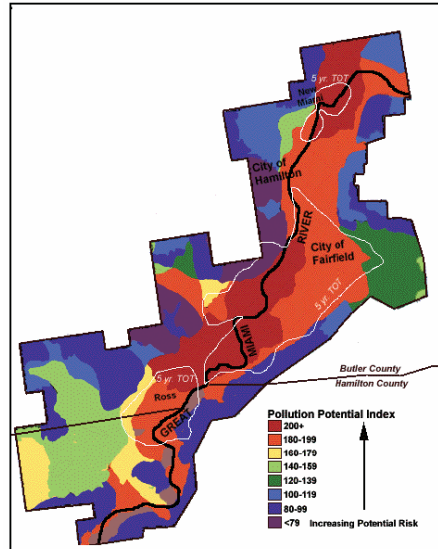 5 yr. TOT
New
Miami
City of
Hamilton
RIVER
City of
Fairfield
5 yr. TOT
MIAMI
5 yr. TOT
Ross
GREAT
Butler County
Hamilton County
Pollution Potential Index
200+
180-199
160-179
140-159
120-139
100-119
80-99
<79
Increasing Potential Risk